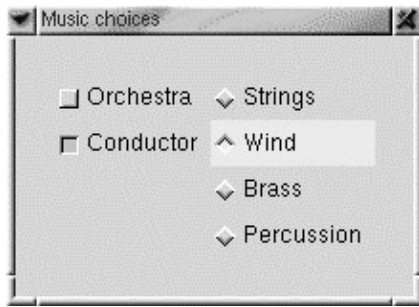 Music choices
Orchestra Strings
Conductor Wind
Brass
Percussion